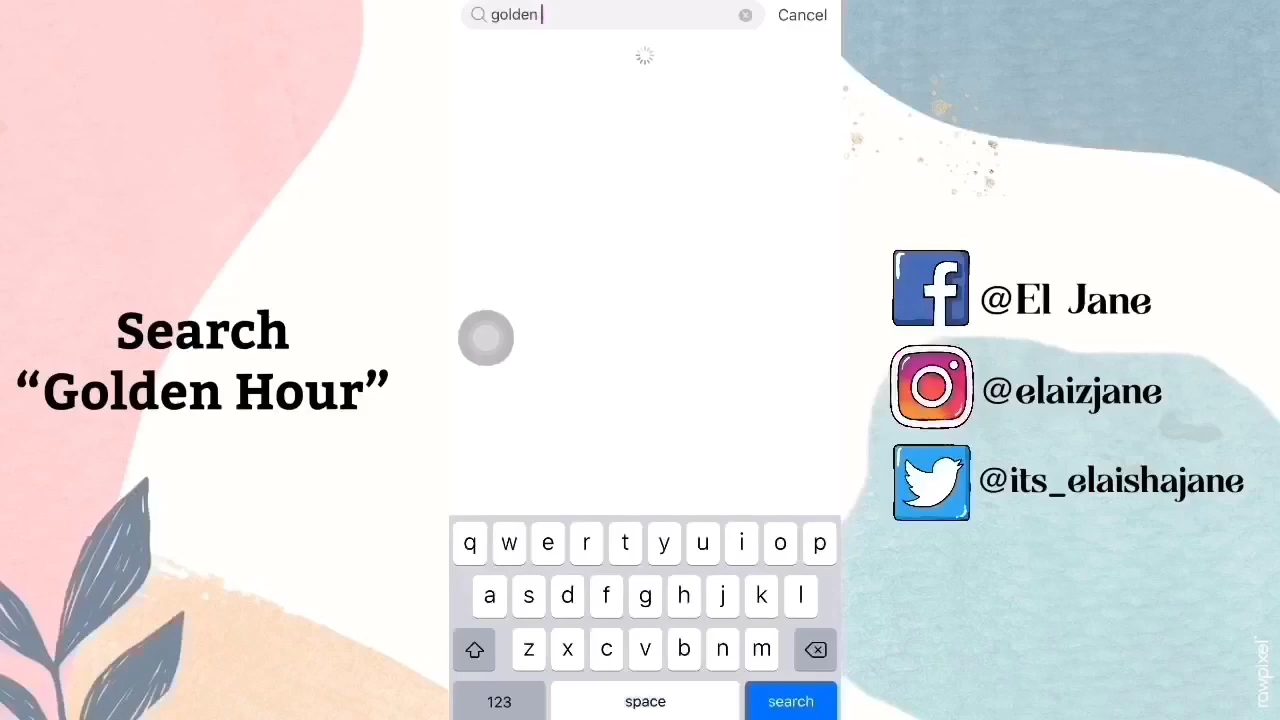 golden
Cancel
Search
“Golden Hour”
@El Jane
@elaizjane
@its_elaishajane
q w e r t y u i o p
a s d f g h j k l
z x c v b n m
123 space search
rawpixel